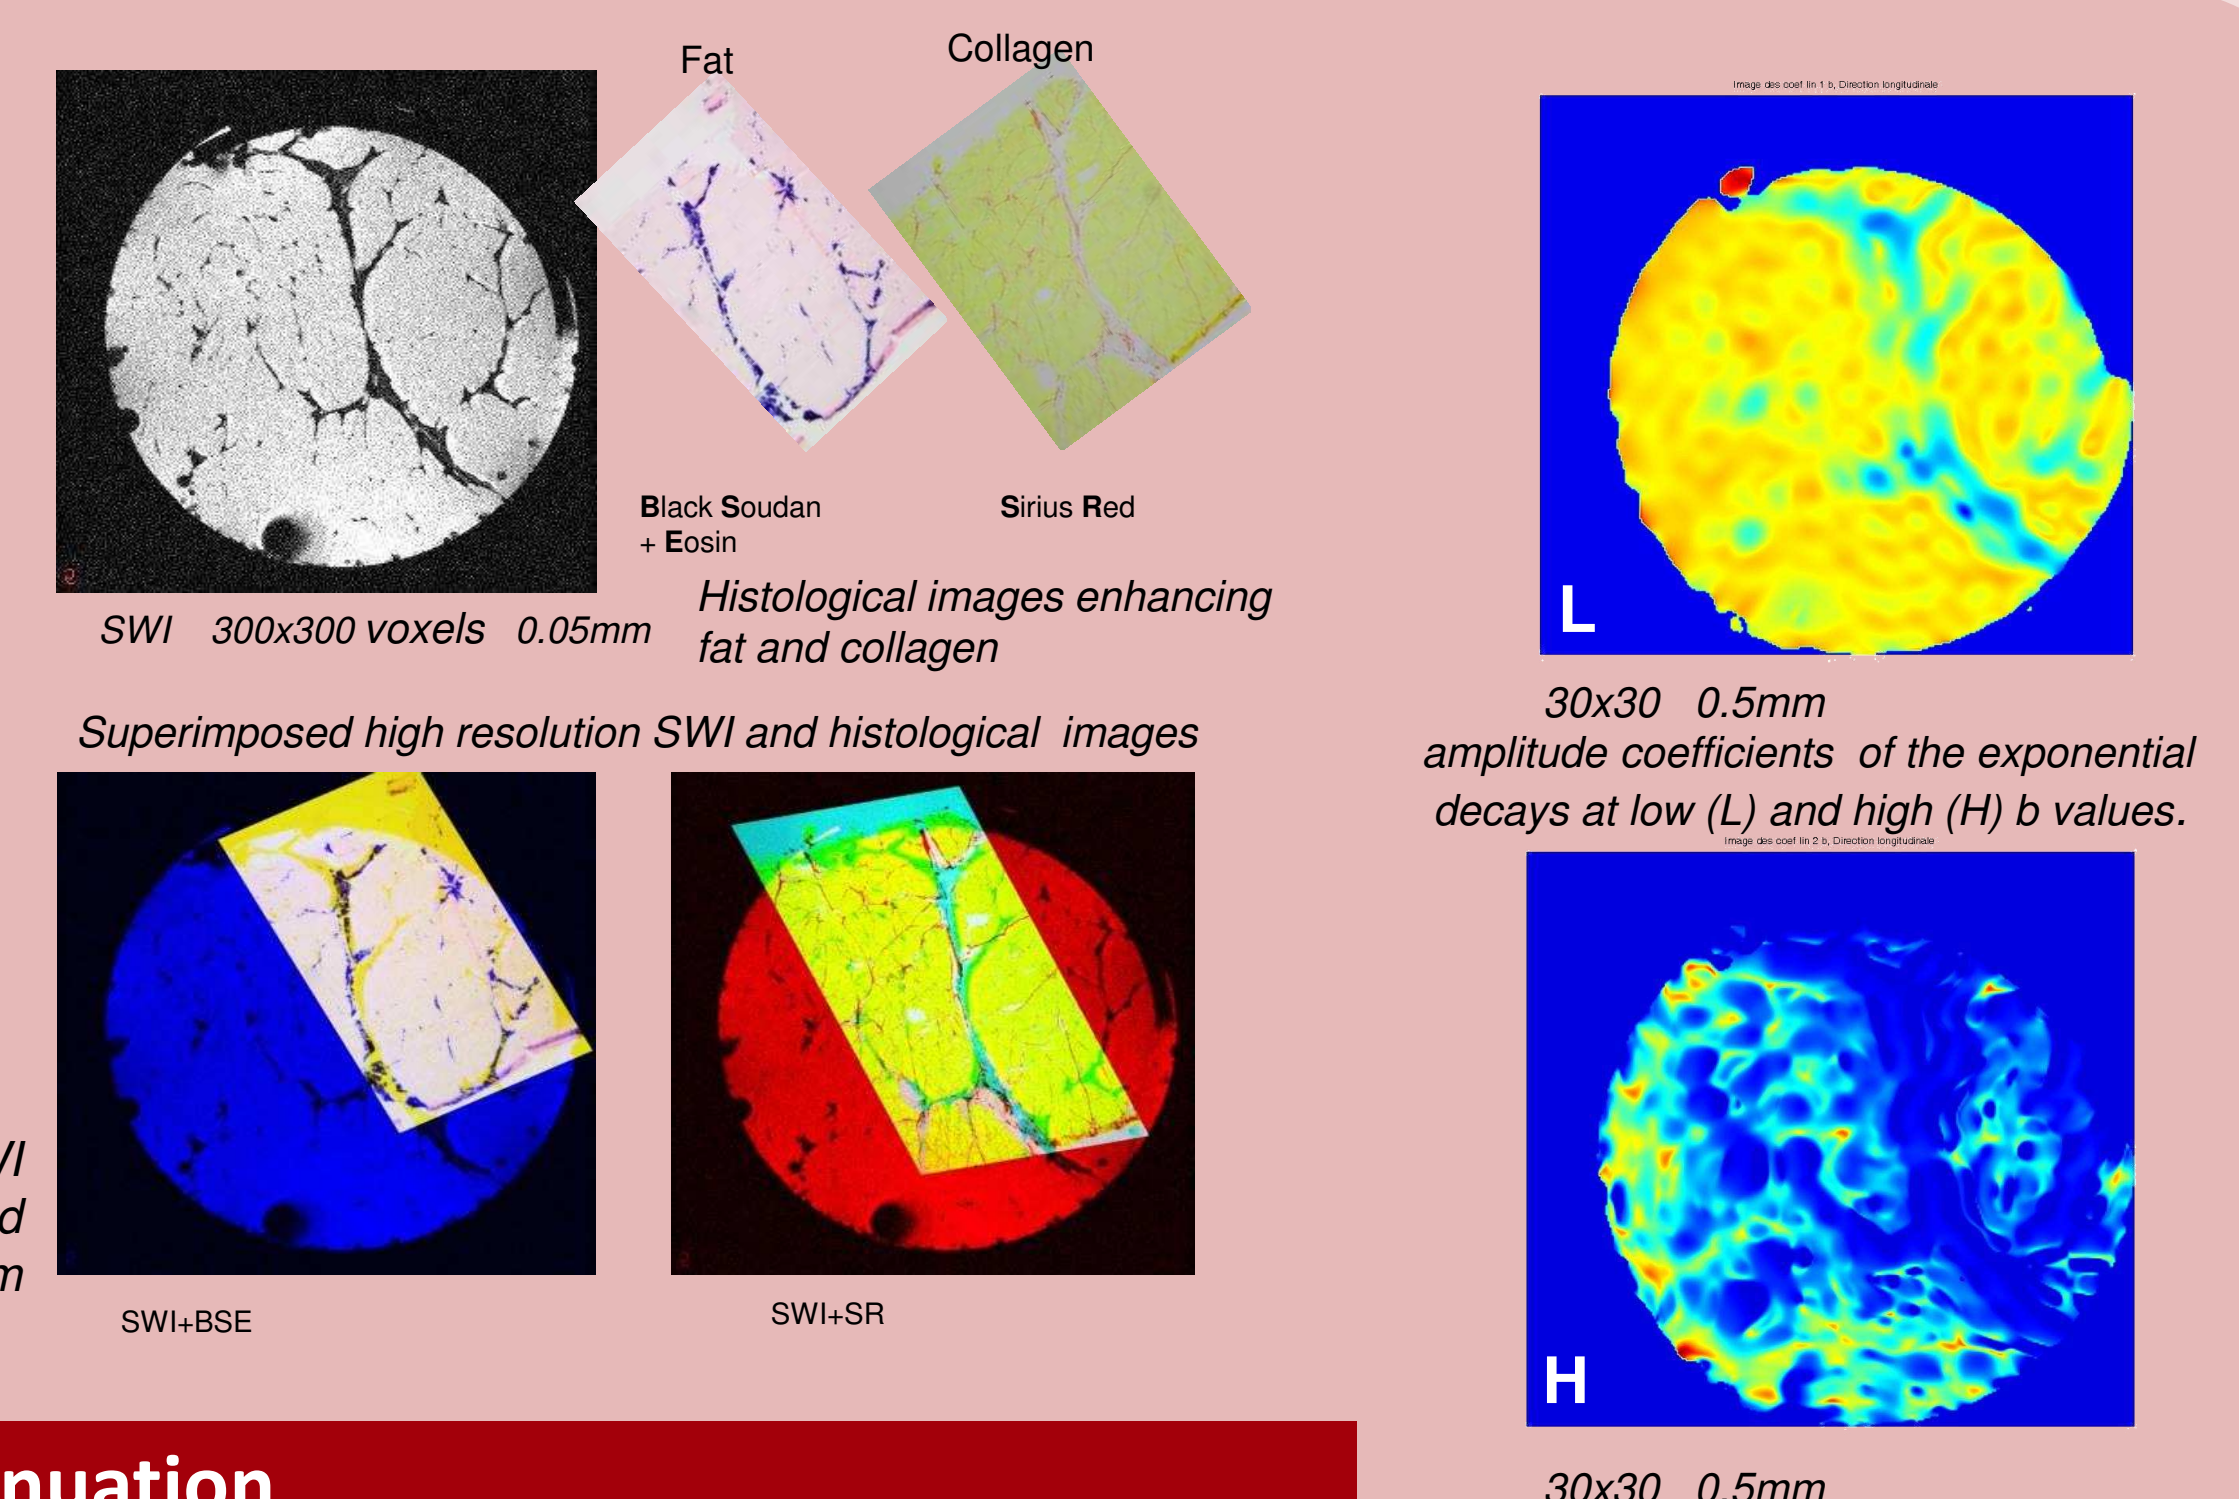 Fat
Collagen
Black Soudan
+ Eosin
Sirius Red
SWI 300x300 voxels 0.05mm
Histological images enhancing
fat and collagen
Superimposed high resolution SWI and histological images
SWI+BSE
SWI+SR
d
m
nuation
Image des coef lin 1 b, Direction longitudinale
L
30x30 0.5mm
amplitude coefficients of the exponential
decays at low (L) and high (H) b values.
Image des coef lin 2 b, Direction longitudinale
H
30x30 0.5mm